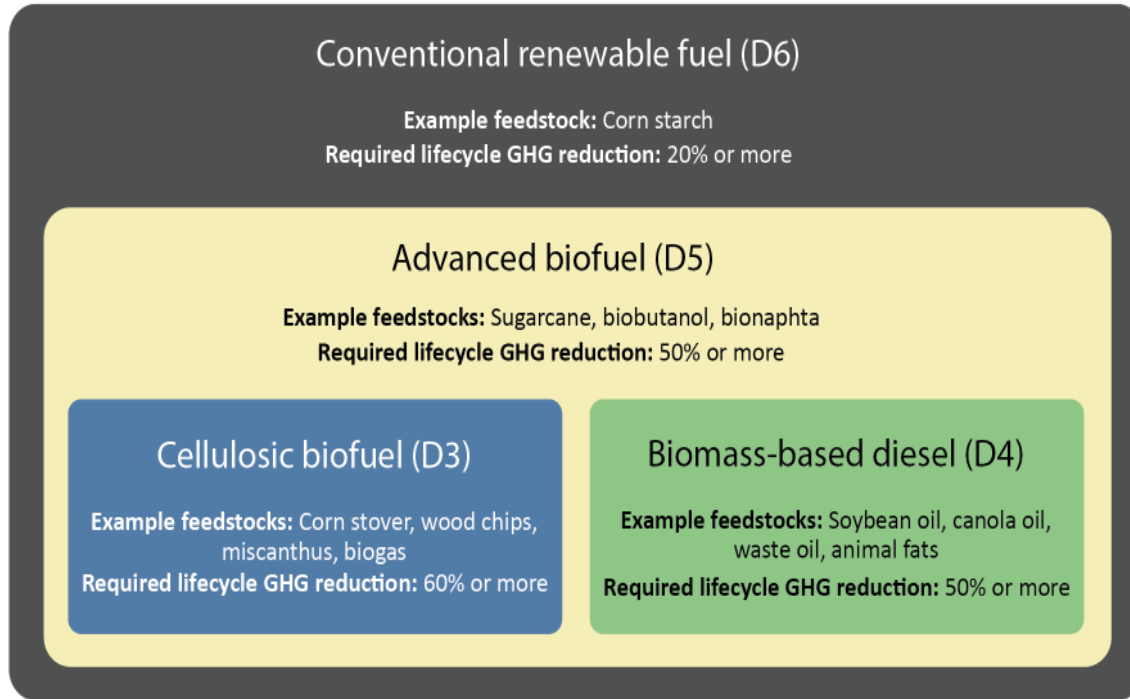 Conventional renewable fuel (D6)
Example feedstock: Corn starch
Required lifecycle GHG reduction: 20% or more
Advanced biofuel (D5)
Example feedstocks: Sugarcane, biobutanol, bionaphta
Required lifecycle GHG reduction: 50% or more
Cellulosic biofuel (D3)
Example feedstocks: Corn stover, wood chips,
miscanthus, biogas
Required lifecycle GHG reduction: 60% or more
Biomass-based diesel (D4)
Example feedstocks: Soybean oil, canola oil,
waste oil, animal fats
Required lifecycle GHG reduction: 50% or more